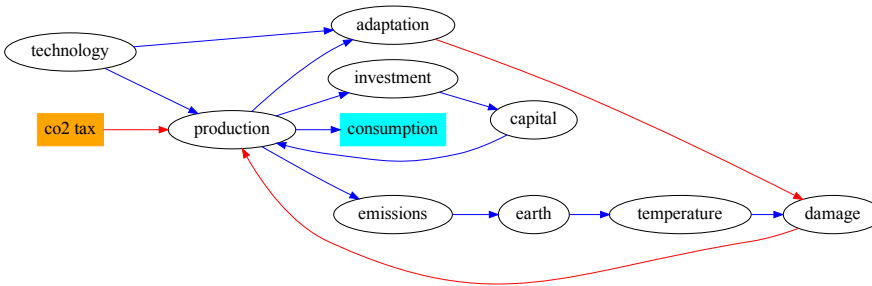 adaptation
technology
investment
capital
co2 tax
production
consumption
emissions
earth
temperature
damage